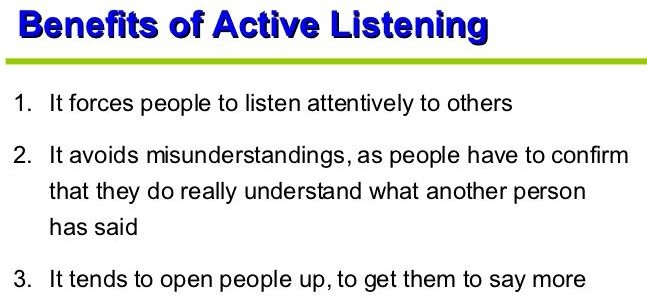 Benefits of Active Listening
1. It forces people to listen attentively to others
2. It avoids misunderstandings, as people have to confirm
that they do really understand what another person
has said
3. It tends to open people up, to get them to say more